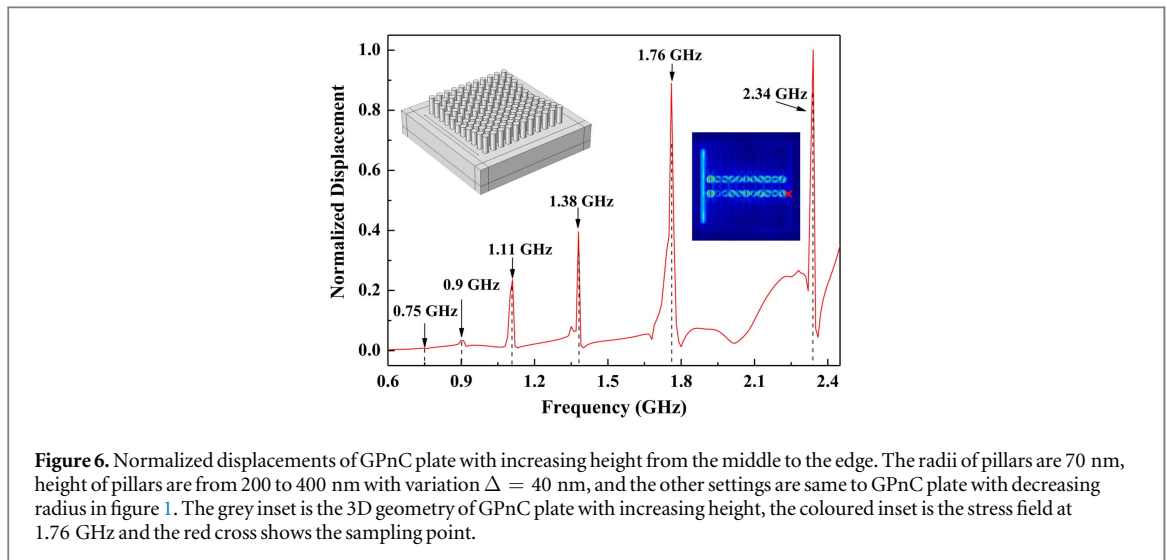 1.0
0.8
0.6
0.4
0.2
0.0
Normalized Displacement
0.75 GHz
0.9 GHz
1.11 GHz
1.38 GHz
1.76 GHz
2.34 GHz
0.6 0.9 1.2 1.5 1.8 2.1 2.4
Frequency (GHz)
Figure 6. Normalized displacements of GPnC plate with increasing height from the middle to the edge. The radii of pillars are 70 nm,
height of pillars are from 200 to 400 nm with variation Δ = 40 nm, and the other settings are same to GPnC plate with decreasing
radius in figure 1. The grey inset is the 3D geometry of GPnC plate with increasing height, the coloured inset is the stress field at
1.76 GHz and the red cross shows the sampling point.